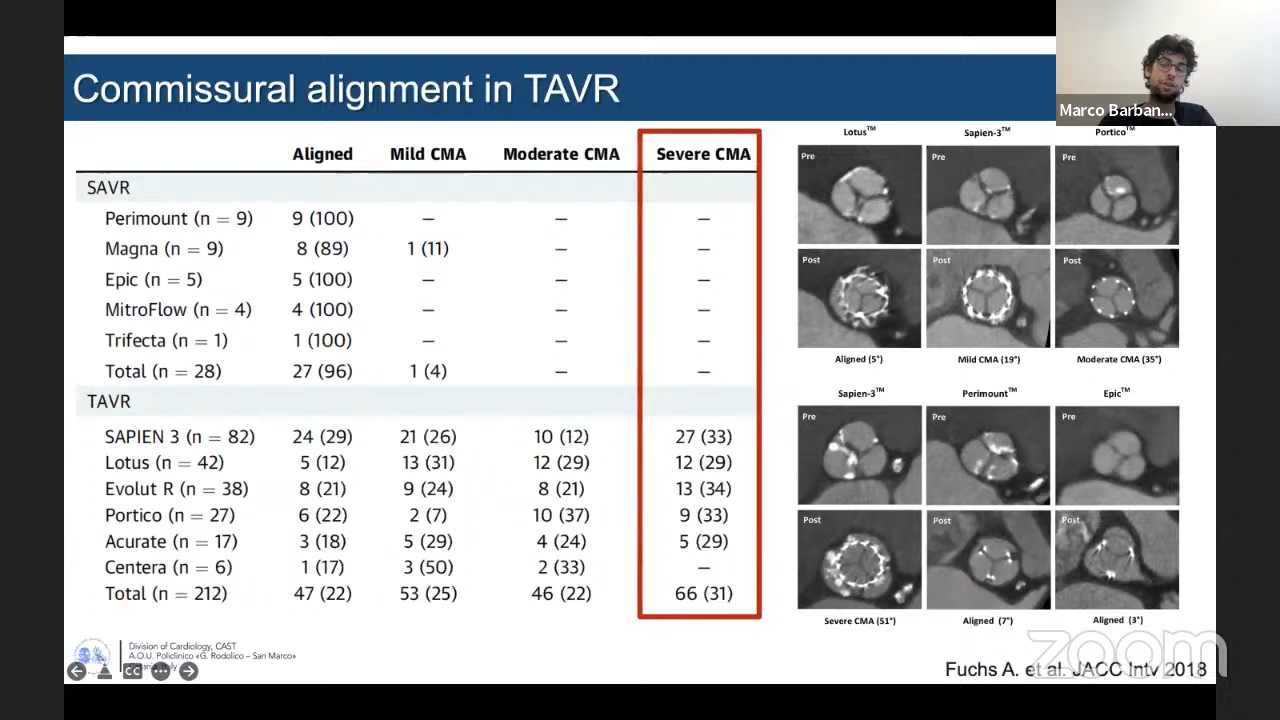 Commissural alignment in TAVR
Marco Barban...
Aligned Mild CMA Moderate CMA Severe CMA
SAVR
Perimount (n = 9) 9 (100) – – –
Magna (n = 9) 8 (89) 1 (11) – –
Epic (n = 5) 5 (100) – – –
MitroFlow (n = 4) 4 (100) – – –
Trifecta (n = 1) 1 (100) – – –
Total (n = 28) 27 (96) 1 (4) – –
TAVR
SAPIEN 3 (n = 82) 24 (29) 21 (26) 10 (12) 27 (33)
Lotus (n = 42) 5 (12) 13 (31) 12 (29) 12 (29)
Evolut R (n = 38) 8 (21) 9 (24) 8 (21) 13 (34)
Portico (n = 27) 6 (22) 2 (7) 10 (37) 9 (33)
Acurate (n = 17) 3 (18) 5 (29) 4 (24) 5 (29)
Centera (n = 6) 1 (17) 3 (50) 2 (33) –
Total (n = 212) 47 (22) 53 (25) 46 (22) 66 (31)
Lotus™ Sapien-3™ Portico™
Pre Pre Pre
Post Post Post
Aligned (5°) Mild CMA (19°) Moderate CMA (35°)
Sapien-3™ Perimount™ Epic™
Pre Pre Pre
Post Post Post
Severe CMA (51°) Aligned (7°) Aligned (3°)
Division of Cardiology, CAST
A.O.U. Policlinico «G. Rodolico – San Marco»
Italy
CC
Fuchs A. et al. JACC Intv 2018
zoom